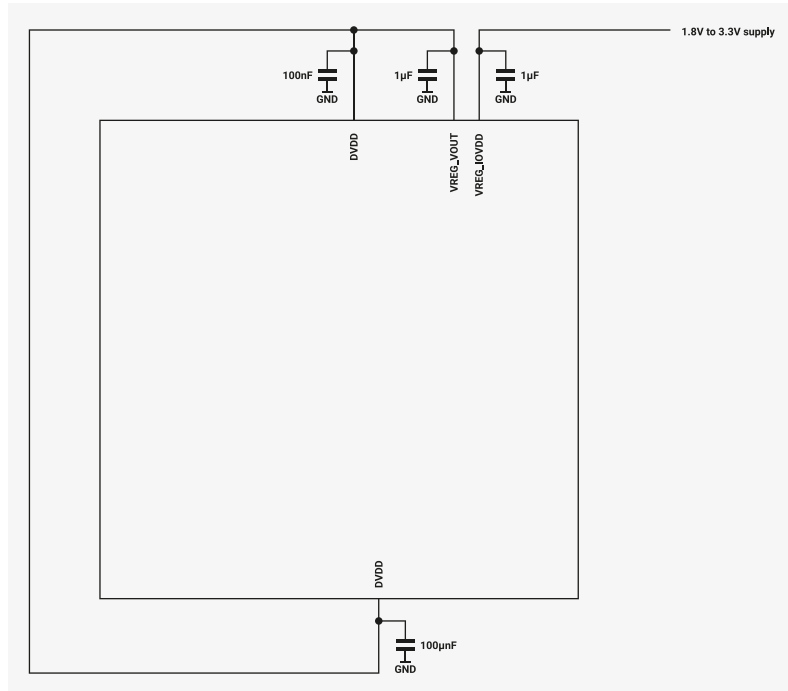 1.8V to 3.3V supply
100nF
1µF
1µF
GND
GND
GND
DVDD
VREG_VOUT
VREG_IOVDD
DVDD
100µnF
GND